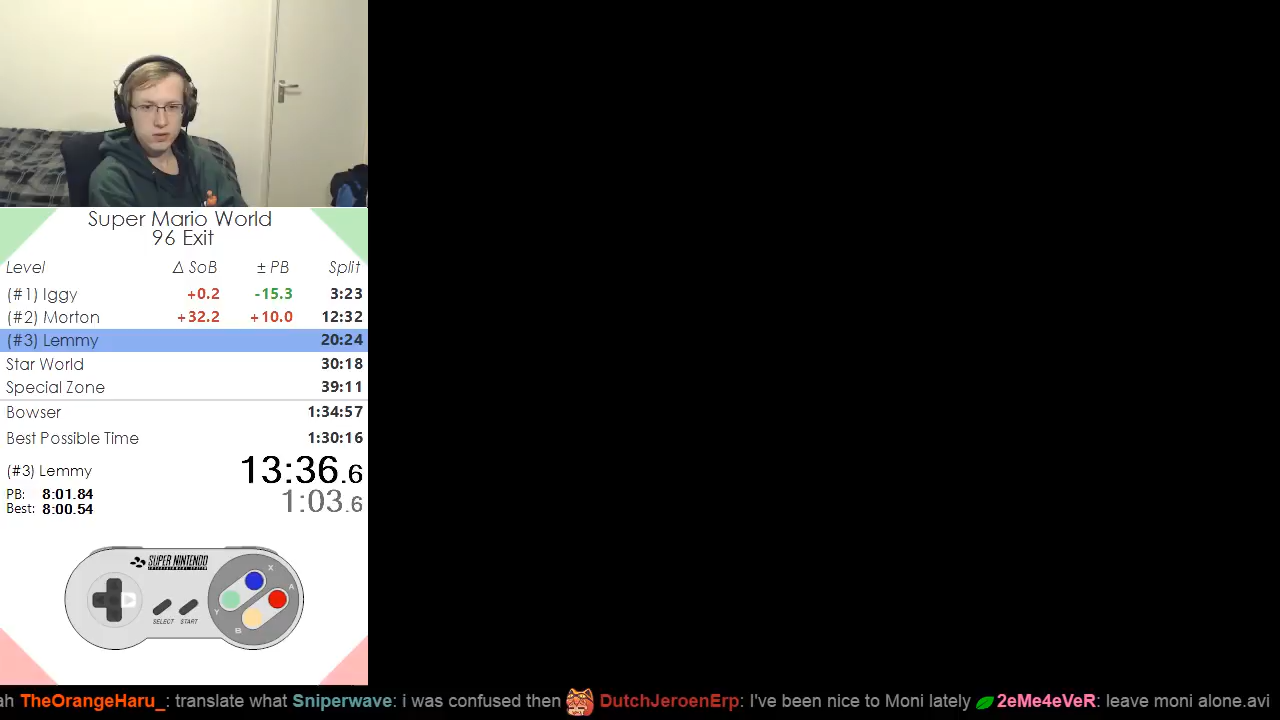 Super Mario World
96 Exit
Level Δ SoB ± PB Split
(#1) Iggy +0.2 -15.3 3:23
(#2) Morton +32.2 +10.0 12:32
(#3) Lemmy 20:24
Star World 30:18
Special Zone 39:11
Bowser 1:34:57
Best Possible Time 1:30:16
(#3) Lemmy 13:36.6
PB: 8:01.84 1:03.6
Best: 8:00.54
SUPER NINTENDO
ENTERTAINMENT SYSTEM
X
A
Y
B
SELECT START
ah TheOrangeHaru_: translate what Sniperwave: i was confused then DutchJeroenErp: I've been nice to Moni lately 2eMe4eVeR: leave moni alone.avi